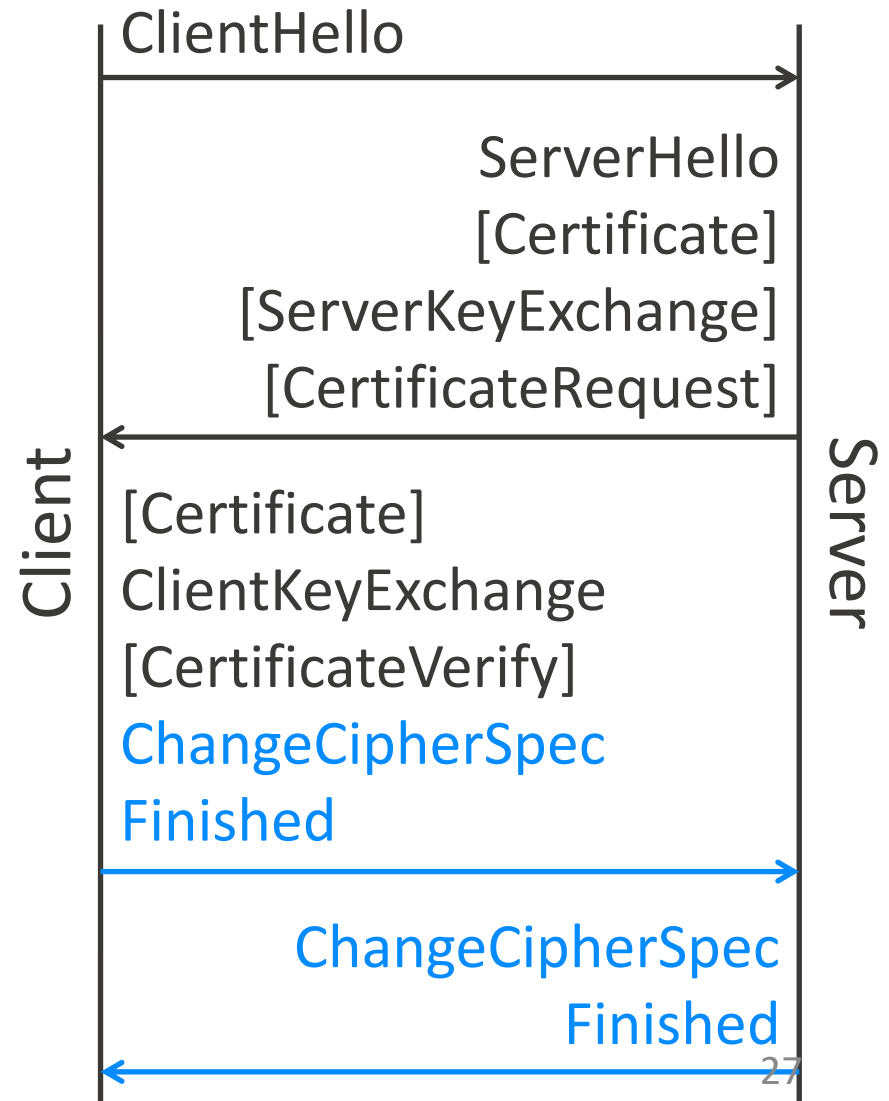 ClientHello
ServerHello
[Certificate]
[ServerKeyExchange]
[CertificateRequest]
Client
Server
[Certificate]
ClientKeyExchange
[CertificateVerify]
ChangeCipherSpec
Finished
ChangeCipherSpec
Finished
27